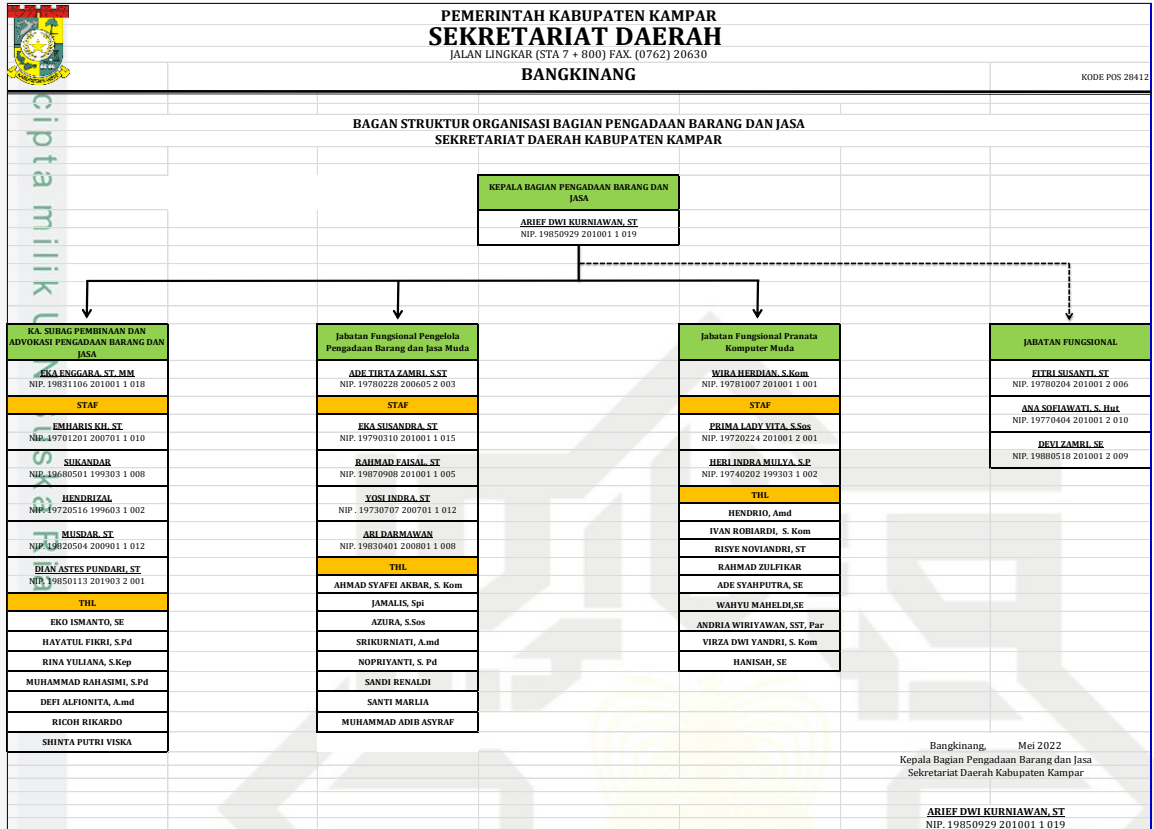 PEMERINTAH KABUPATEN KAMPAR
SEKRETARIAT DAERAH
JALAN LINGKAR (STA 7 + 800) FAX. (0762) 20630
BANGKINANG
KODE POS 28412
BAGAN STRUKTUR ORGANISASI BAGIAN PENGADAAN BARANG DAN JASA
SEKRETARIAT DAERAH KABUPATEN KAMPAR
KEPALA BAGIAN PENGADAAN BARANG DAN
JASA
ARIEF DWI KURNIAWAN, ST
NIP. 19850929 201001 1 019
KA. SUBAG PEMBINAAN DAN
ADVOKASI PENGADAAN BARANG DAN
JASA
EKA ENGGARA, ST, MM
NIP. 19831106 201001 1 018
STAF
EMHARIS KH, ST
NIP. 19701201 200701 1 010
SUKANDAR
NIP. 19680501 199303 1 008
HENDRIZAL
NIP. 19720516 199603 1 002
MUSDAR, ST
NIP. 19820504 200901 1 012
DIAN ASTES PUNDARI, ST
NIP. 19850113 201903 2 001
THL
EKO ISMANTO, SE
HAYATUL FIKRI, S.Pd
RINA YULIANA, S.Kep
MUHAMMAD RAHASIMI, S.Pd
DEFI ALFIONITA, A.md
RICOH RIKARDO
SHINTA PUTRI VISKA
Jabatan Fungsional Pengelola
Pengadaan Barang dan Jasa Muda
ADE TIRTA ZAMRI, S.ST
NIP. 19780228 200605 2 003
STAF
EKA SUSANDRA, ST
NIP. 19790310 201001 1 015
RAHMAD FAISAL, ST
NIP. 19870908 201001 1 005
YOSI INDRA, ST
NIP . 19730707 200701 1 012
ARI DARMAWAN
NIP. 19830401 200801 1 008
THL
AHMAD SYAFEI AKBAR, S. Kom
JAMALIS, Spi
AZURA, S.Sos
SRIKURNIATI, A.md
NOPRIYANTI, S. Pd
SANDI RENALDI
SANTI MARLIA
MUHAMMAD ADIB ASYRAF
Jabatan Fungsional Pranata
Komputer Muda
WIRA HERDIAN, S.Kom
NIP. 19781007 201001 1 001
STAF
PRIMA LADY VITA, S.Sos
NIP. 19720224 201001 2 001
HERI INDRA MULYA, S.P
NIP. 19740202 199303 1 002
THL
HENDRIO, Amd
IVAN ROBIARDI, S. Kom
RISYE NOVIANDRI, ST
RAHMAD ZULFIKAR
ADE SYAHPUTRA, SE
WAHYU MAHELDI,SE
ANDRIA WIRIYAWAN, SST, Par
VIRZA DWI YANDRI, S. Kom
HANISAH, SE
JABATAN FUNGSIONAL
FITRI SUSANTI, ST
NIP. 19780204 201001 2 006
ANA SOFIAWATI, S. Hut
NIP. 19770404 201001 2 010
DEVI ZAMRI, SE
NIP. 19880518 201001 2 009
Bangkinang, Mei 2022
Kepala Bagian Pengadaan Barang dan Jasa
Sekretariat Daerah Kabupaten Kampar
ARIEF DWI KURNIAWAN, ST
NIP. 19850929 201001 1 019
cipta milik U N Suska Ria